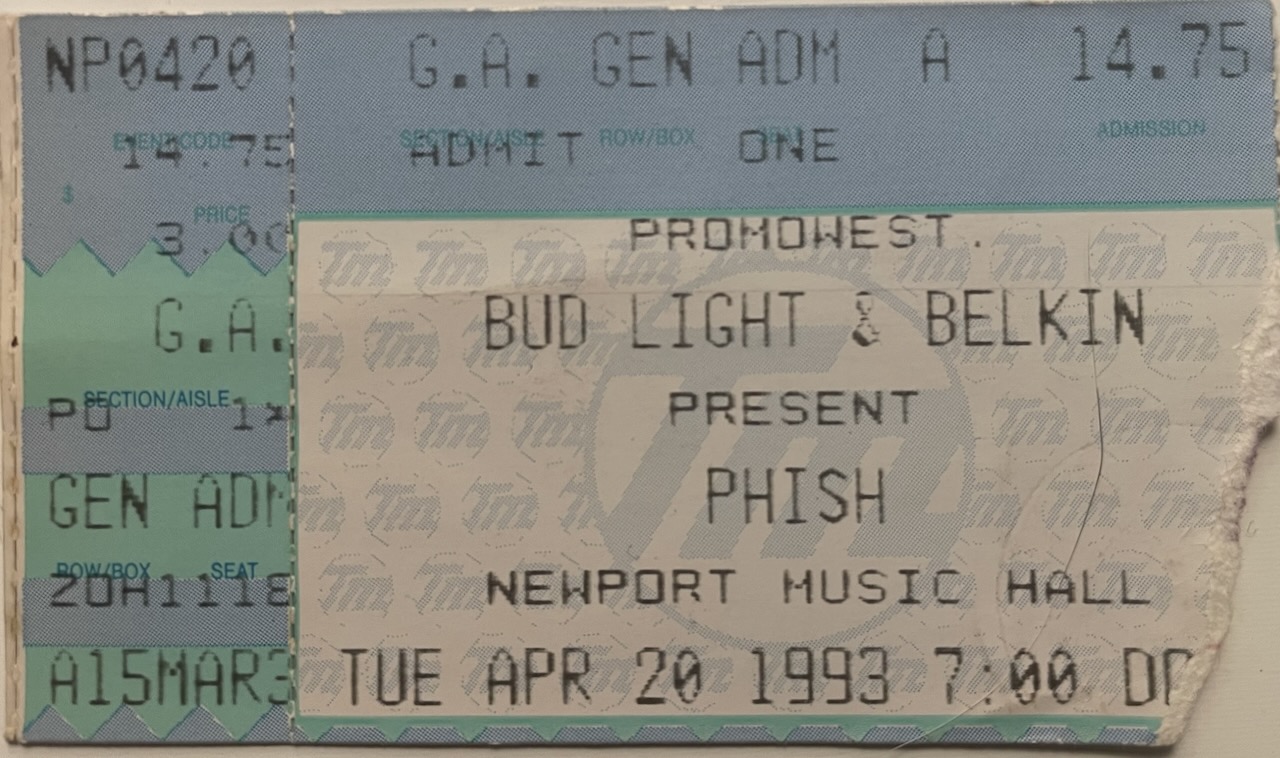 NP0420
EVENT CODE
14.75
$
PRICE
3.00
G.A.
SECTION/AISLE
GEN ADM
ROW/BOX SEAT
A15MAR3
G.A. GEN ADM A 14.75
SECTION/AISLE ROW/BOX ADMISSION
ADMIT ONE
PROMOWEST.
BUD LIGHT & BELKIN
PRESENT
PHISH
NEWPORT MUSIC HALL
TUE APR 20 1993 7:00